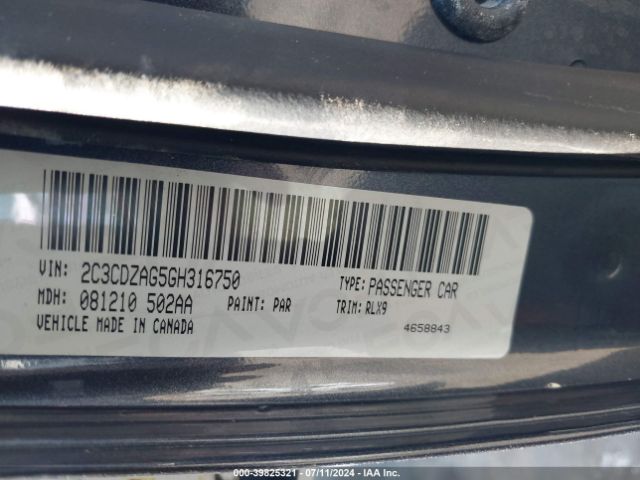 VIN: 2C3CDZAG5GH316750 TYPE: PASSENGER CAR
MDH: 081210 502AA PAINT: PAR TRIM: RLX9
VEHICLE MADE IN CANADA 4658843
000-39825321 - 07/11/2024 - IAA Inc.